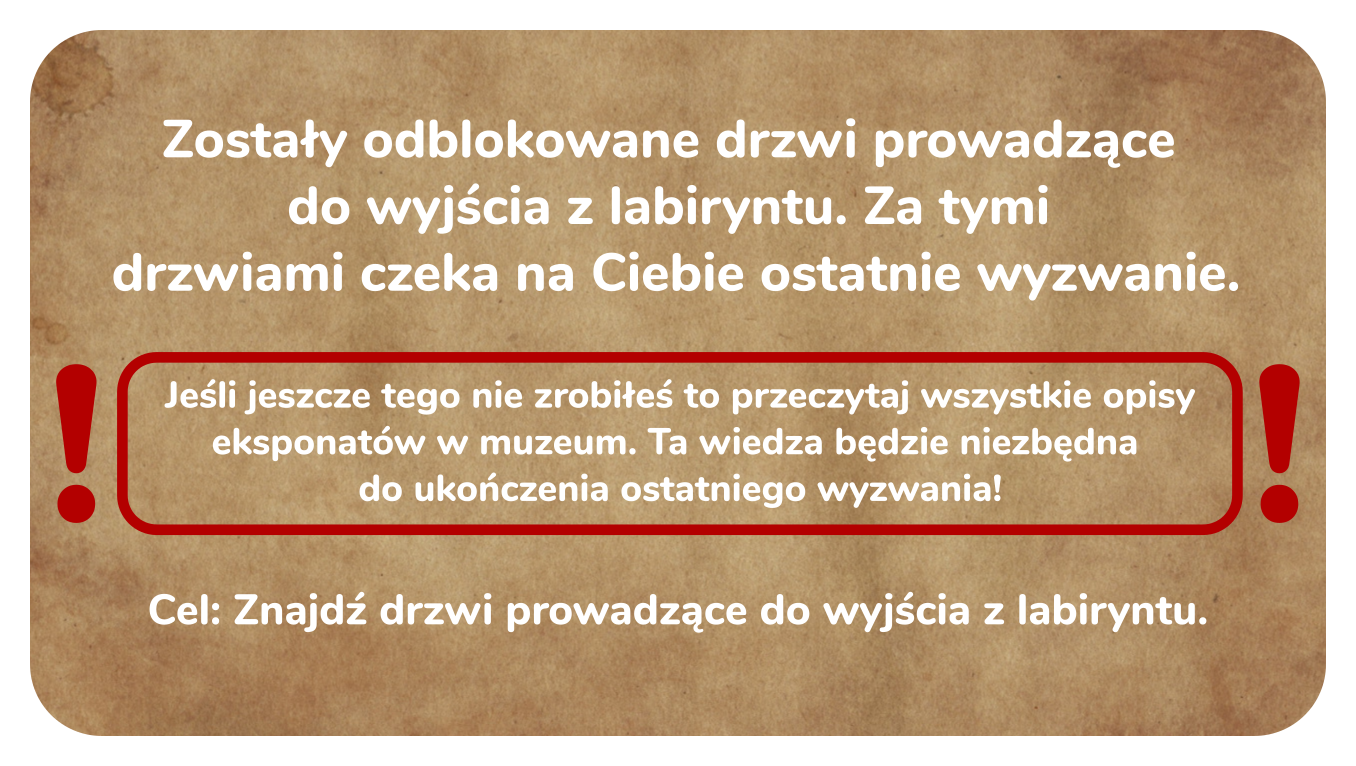 Zostały odblokowane drzwi prowadzące
do wyjścia z labiryntu. Za tymi
drzwiami czeka na Ciebie ostatnie wyzwanie.
Jeśli jeszcze tego nie zrobiłeś to przeczytaj wszystkie opisy
eksponatów w muzeum. Ta wiedza będzie niezbędna
do ukończenia ostatniego wyzwania!
! !
Cel: Znajdź drzwi prowadzące do wyjścia z labiryntu.